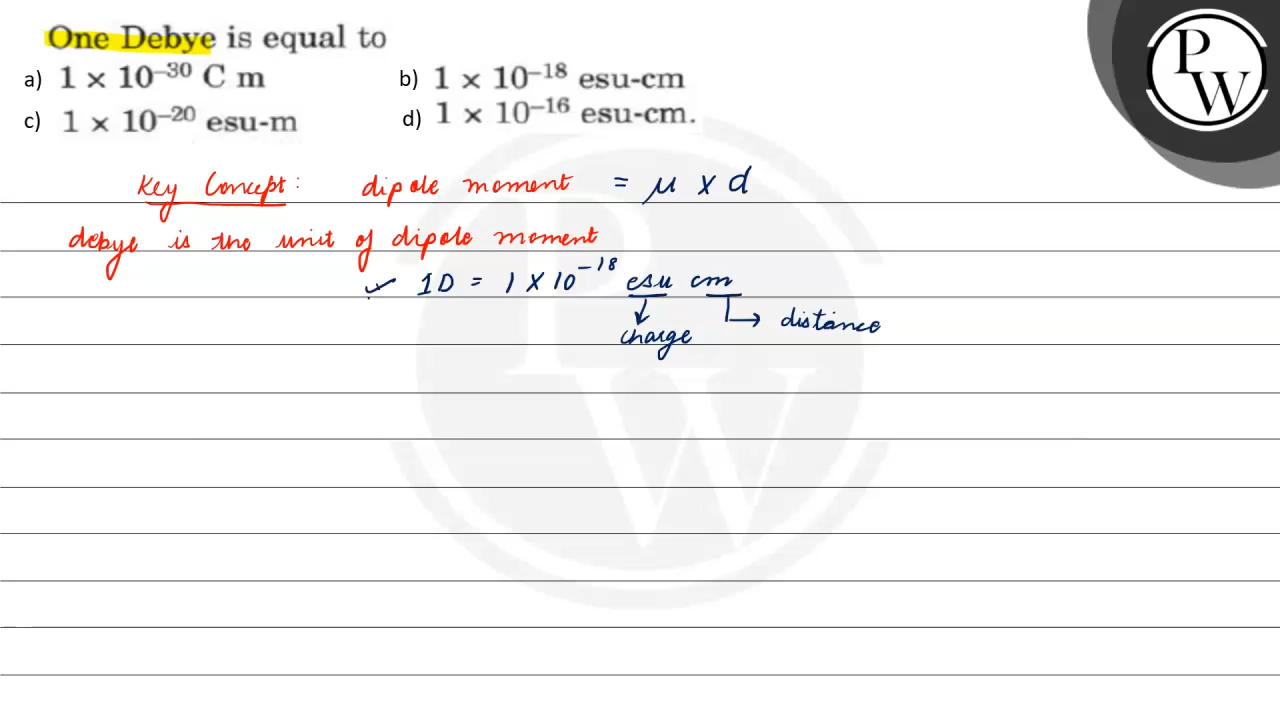 One Debye is equal to
a) 1 × 10⁻³⁰ C m b) 1 × 10⁻¹⁸ esu-cm
c) 1 × 10⁻²⁰ esu-m d) 1 × 10⁻¹⁶ esu-cm.
P
W
Key Concept: dipole moment = μ × d
debye is the unit of dipole moment
✓ 1D = 1 × 10⁻¹⁸ esu cm
charge → distance